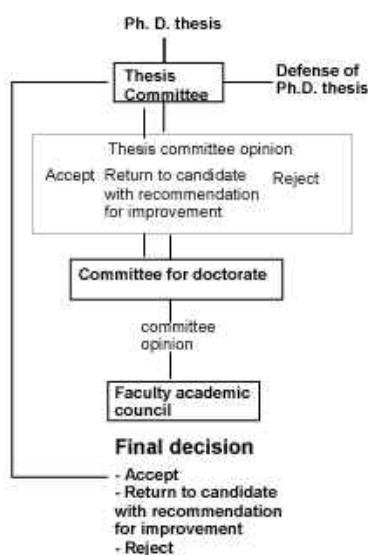 Ph. D. thesis
Thesis
Committee
Defense of
Ph.D. thesis
Thesis committee opinion
Accept
Return to candidate
with recommendation
for improvement
Reject
Committee for doctorate
committee
opinion
Faculty academic
council
Final decision
- Accept
- Return to candidate
with recommendation
for improvement
- Reject